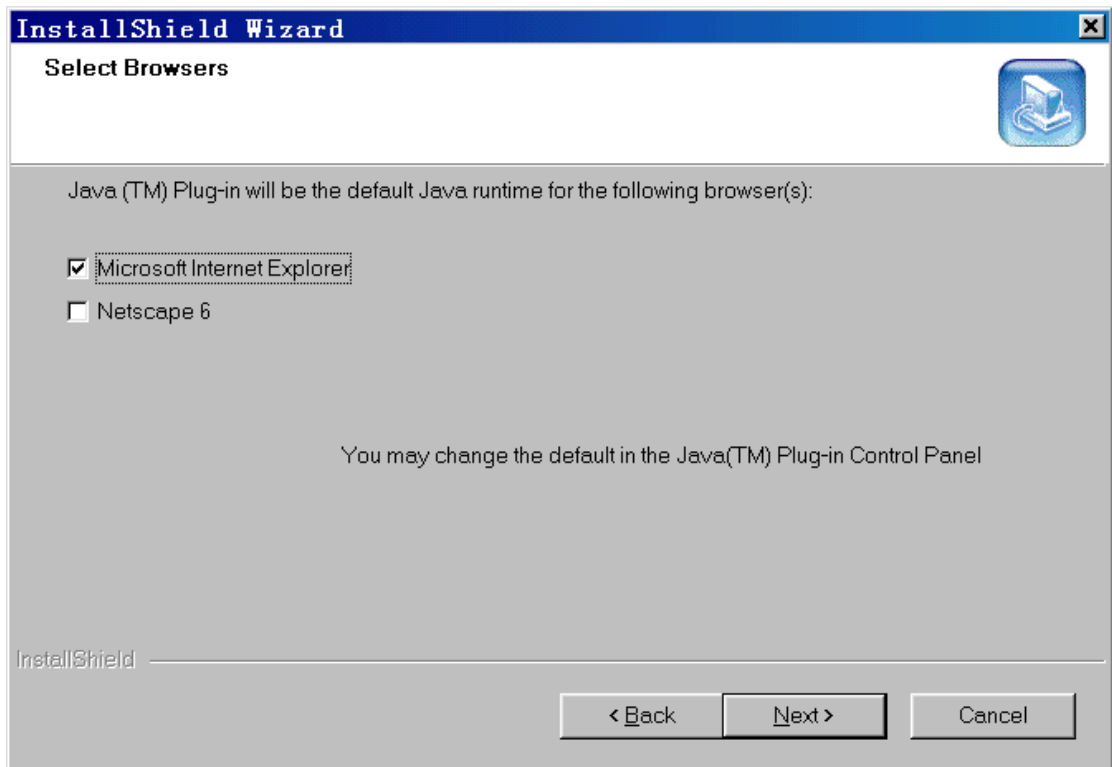 InstallShield Wizard
Select Browsers
Java (TM) Plug-in will be the default Java runtime for the following browser(s):
Microsoft Internet Explorer
Netscape 6
You may change the default in the Java(TM) Plug-in Control Panel
InstallShield
< Back Next > Cancel